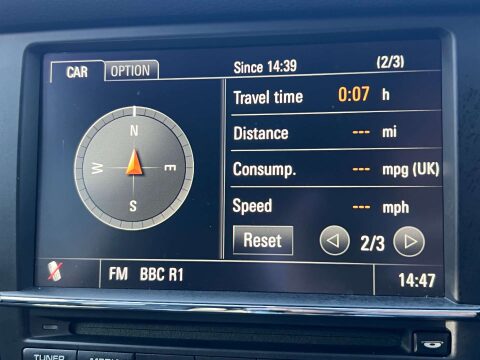 CAR OPTION Since 14:39 (2/3)
Travel time 0:07 h
Distance --- mi
Consump. --- mpg (UK)
Speed --- mph
N
W E
S
Reset 2/3
FM BBC R1 14:47
TUNER